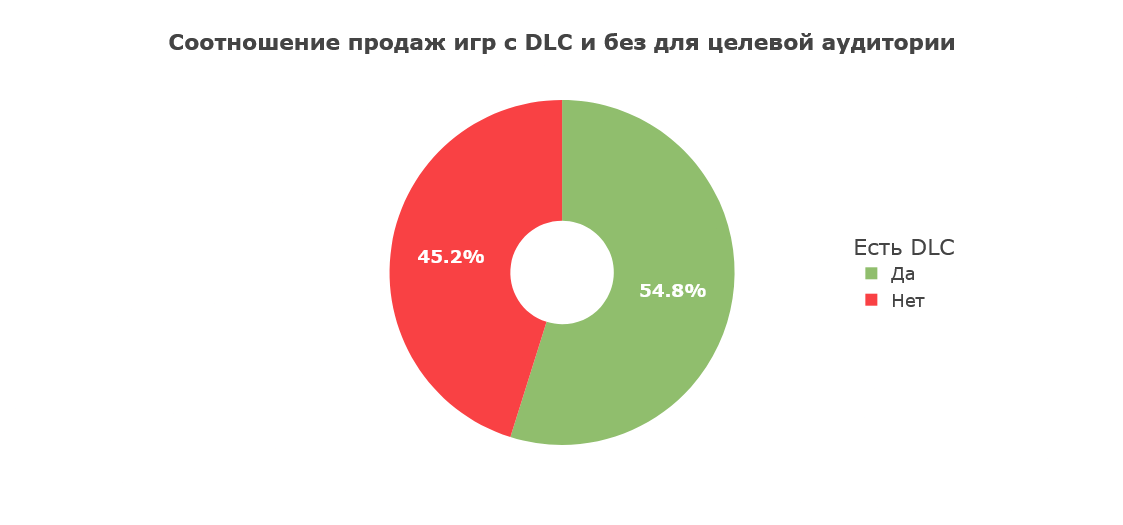 Соотношение продаж игр с DLC и без для целевой аудитории
45.2%
54.8%
Есть DLC
Да
Нет